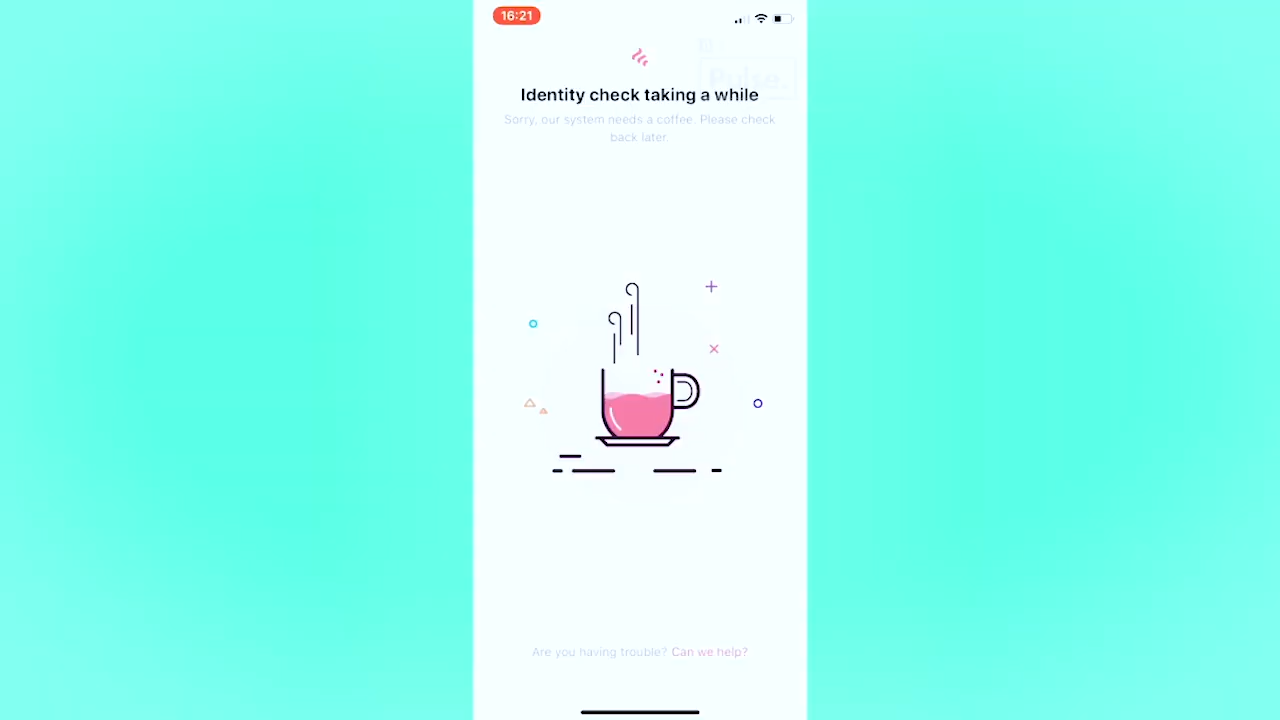 16:21
Pulse.
Identity check taking a while
Sorry, our system needs a coffee. Please check
back later.
Are you having trouble? Can we help?